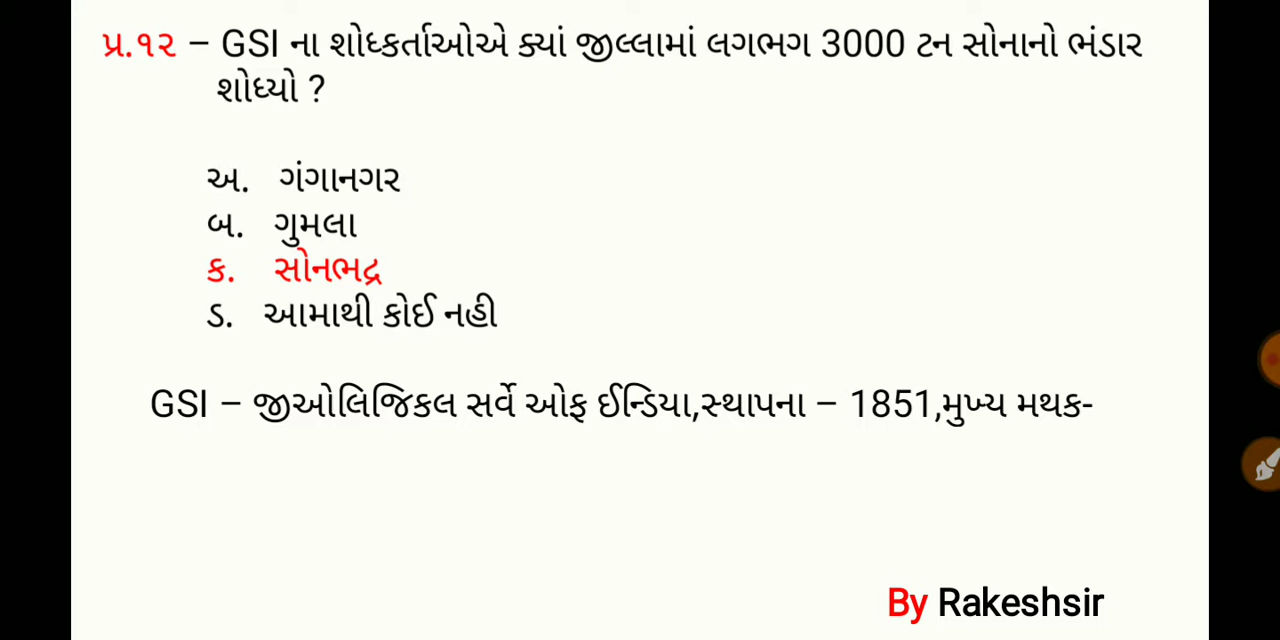 પ્ર.૧૨ – GSI ના શોધકર્તાઓએ ક્યાં જીલ્લામાં લગભગ 3000 ટન સોનાનો ભંડાર
શોધ્યો ?
અ. ગંગાનગર
બ. ગુમલા
ક. સોનભદ્ર
ડ. આમાથી કોઈ નહી
GSI – જીઓલિજિકલ સર્વે ઓફ ઈન્ડિયા,સ્થાપના – 1851,મુખ્ય મથક-
By Rakeshsir